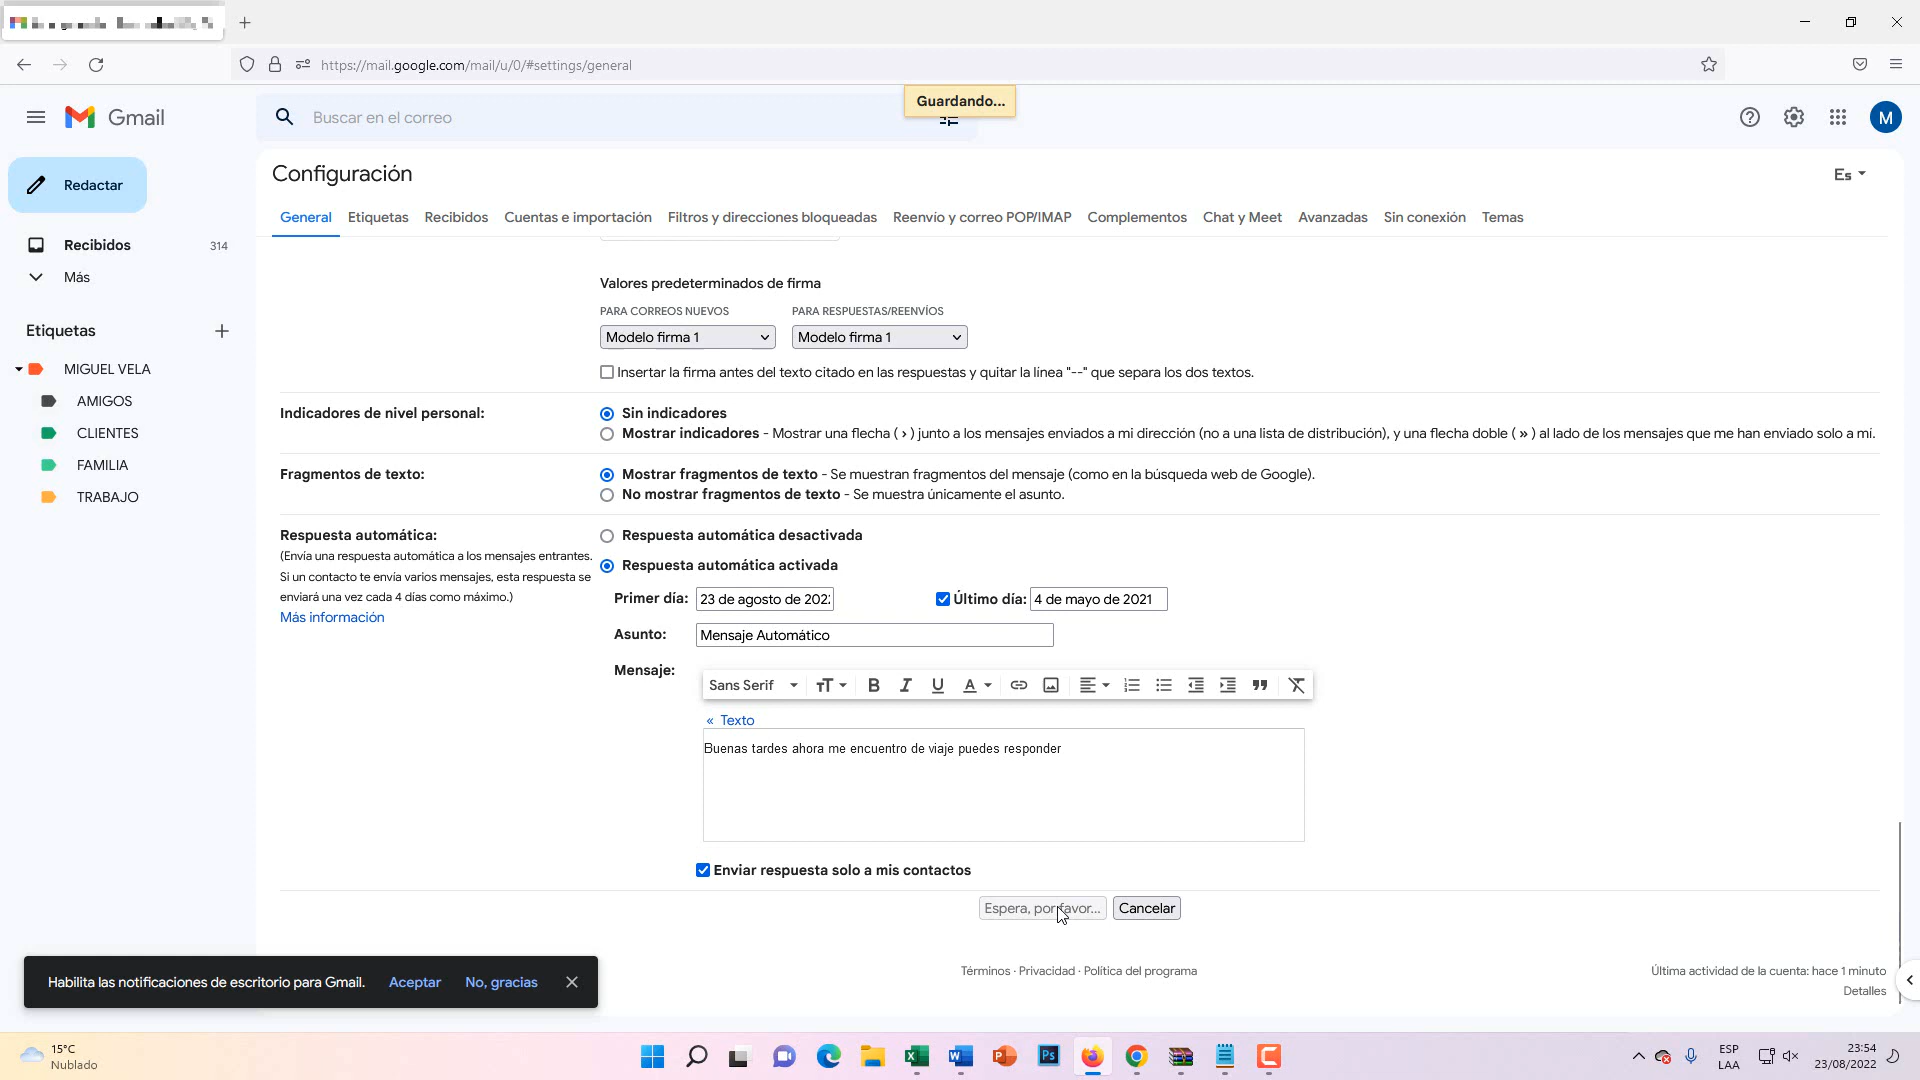 https://mail.google.com/mail/u/0/#settings/general
Guardando...
Gmail
Buscar en el correo
M
Configuración
Es
Redactar
General Etiquetas Recibidos Cuentas e importación Filtros y direcciones bloqueadas Reenvío y correo POP/IMAP Complementos Chat y Meet Avanzadas Sin conexión Temas
Recibidos 314
Más
Etiquetas
MIGUEL VELA
AMIGOS
CLIENTES
FAMILIA
TRABAJO
Valores predeterminados de firma
PARA CORREOS NUEVOS PARA RESPUESTAS/REENVÍOS
Modelo firma 1 Modelo firma 1
Insertar la firma antes del texto citado en las respuestas y quitar la línea "--" que separa los dos textos.
Indicadores de nivel personal: Sin indicadores
Mostrar indicadores - Mostrar una flecha ( › ) junto a los mensajes enviados a mi dirección (no a una lista de distribución), y una flecha doble ( » ) al lado de los mensajes que me han enviado solo a mí.
Fragmentos de texto: Mostrar fragmentos de texto - Se muestran fragmentos del mensaje (como en la búsqueda web de Google).
No mostrar fragmentos de texto - Se muestra únicamente el asunto.
Respuesta automática: Respuesta automática desactivada
(Envía una respuesta automática a los mensajes entrantes.
Si un contacto te envía varios mensajes, esta respuesta se
enviará una vez cada 4 días como máximo.)
Más información
Respuesta automática activada
Primer día: 23 de agosto de 202 Último día: 4 de mayo de 2021
Asunto: Mensaje Automático
Mensaje:
Sans Serif
« Texto
Buenas tardes ahora me encuentro de viaje puedes responder
Enviar respuesta solo a mis contactos
Espera, por favor... Cancelar
Habilita las notificaciones de escritorio para Gmail. Aceptar No, gracias
Términos · Privacidad · Política del programa
Última actividad de la cuenta: hace 1 minuto
Detalles
15°C
Nublado
Ps
ESP
LAA
23:54
23/08/2022